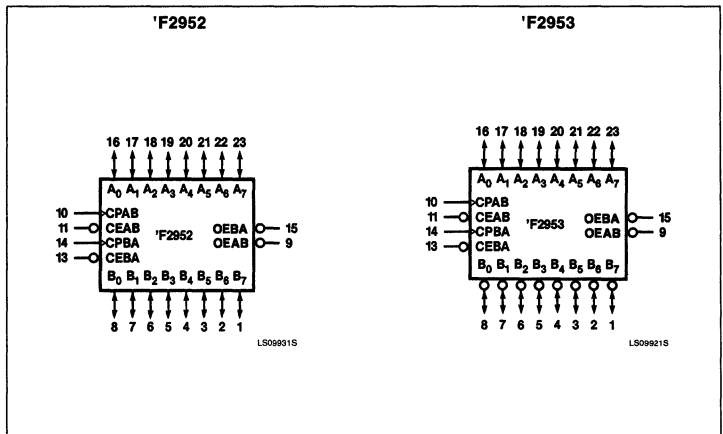 'F2952
'F2953
16 17 18 19 20 21 22 23
A0 A1 A2 A3 A4 A5 A6 A7
10 CPAB
11 CEAB
14 CPBA
13 CEBA
'F2952
OEBA 15
OEAB 9
B0 B1 B2 B3 B4 B5 B6 B7
8 7 6 5 4 3 2 1
LS09931S
16 17 18 19 20 21 22 23
A0 A1 A2 A3 A4 A5 A6 A7
10 CPAB
11 CEAB
14 CPBA
13 CEBA
'F2953
OEBA 15
OEAB 9
B0 B1 B2 B3 B4 B5 B6 B7
8 7 6 5 4 3 2 1
LS09921S